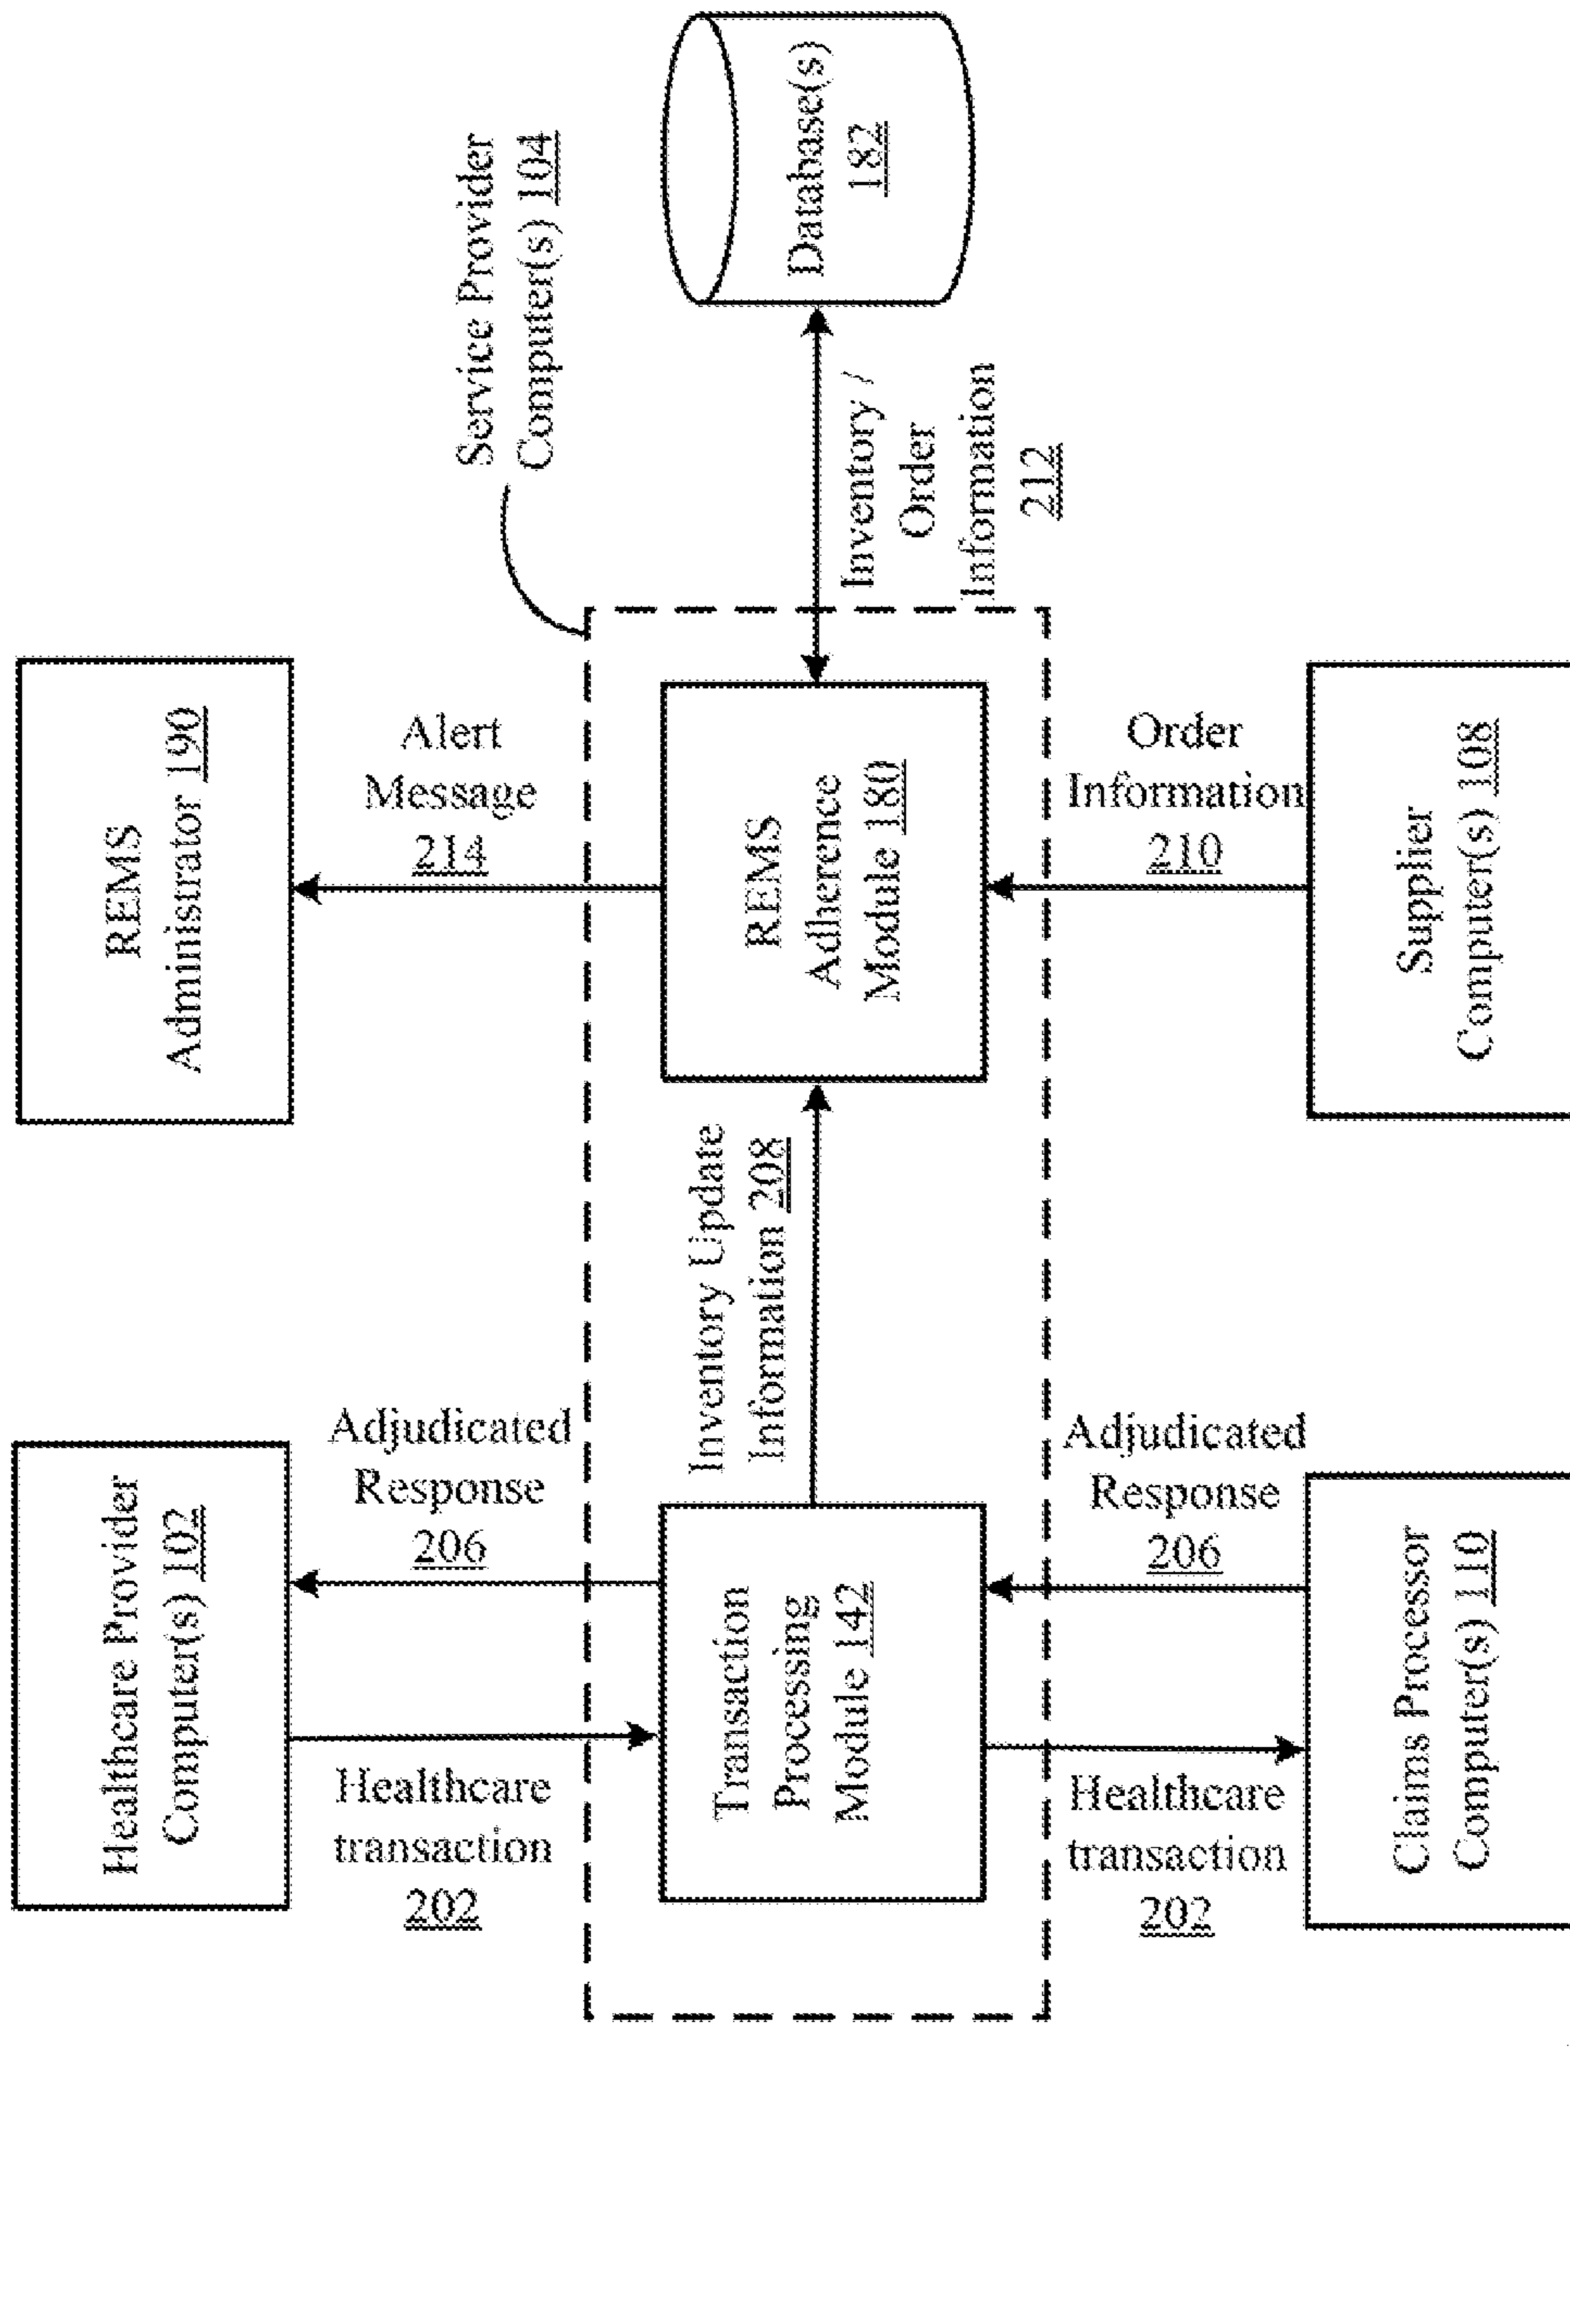 REMS
Administrator 190
Alert
Message
214
Service Provider
Computer(s) 104
Database(s)
182
Inventory /
Order
Information
212
REMS
Adherence
Module 180
Order
Information
210
Supplier
Computer(s) 108
Inventory Update
Information 208
Healthcare Provider
Computer(s) 102
Adjudicated
Response
206
Healthcare
transaction
202
Transaction
Processing
Module 142
Adjudicated
Response
206
Healthcare
transaction
202
Claims Processor
Computer(s) 110